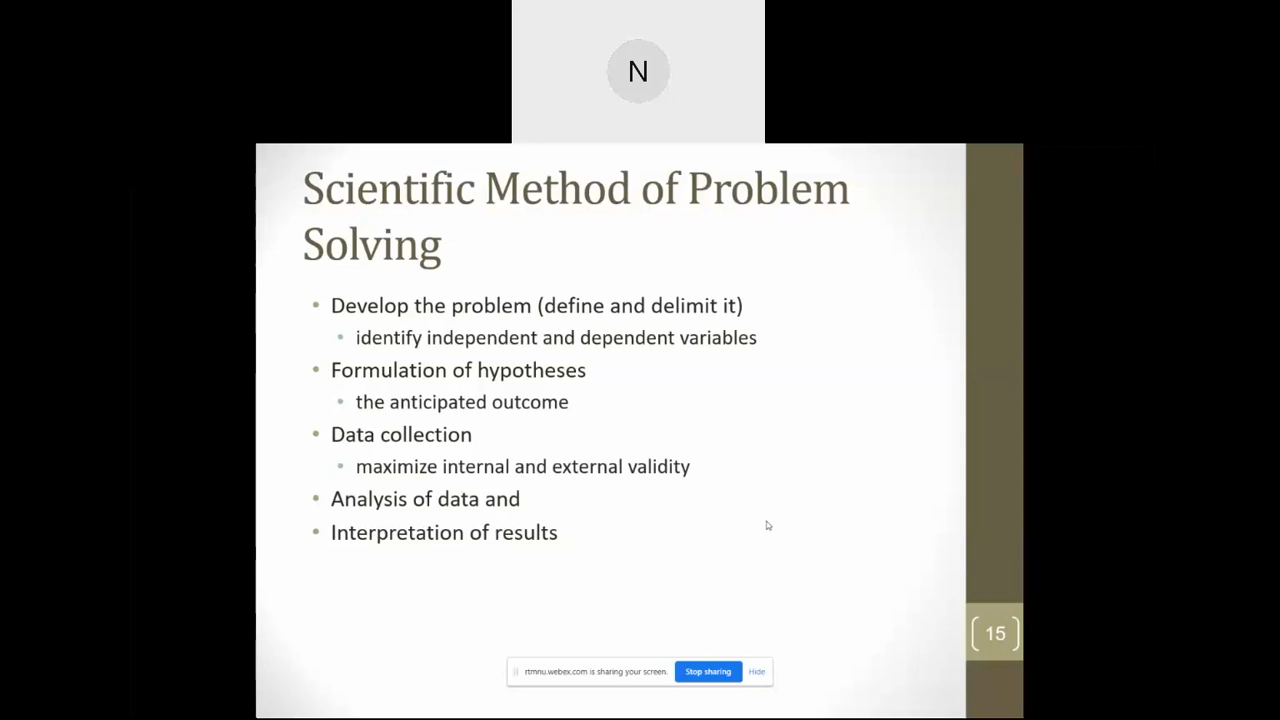 N
Scientific Method of Problem
Solving
• Develop the problem (define and delimit it)
• identify independent and dependent variables
• Formulation of hypotheses
• the anticipated outcome
• Data collection
• maximize internal and external validity
• Analysis of data and
• Interpretation of results
15
rtmnu.webex.com is sharing your screen. Stop sharing Hide